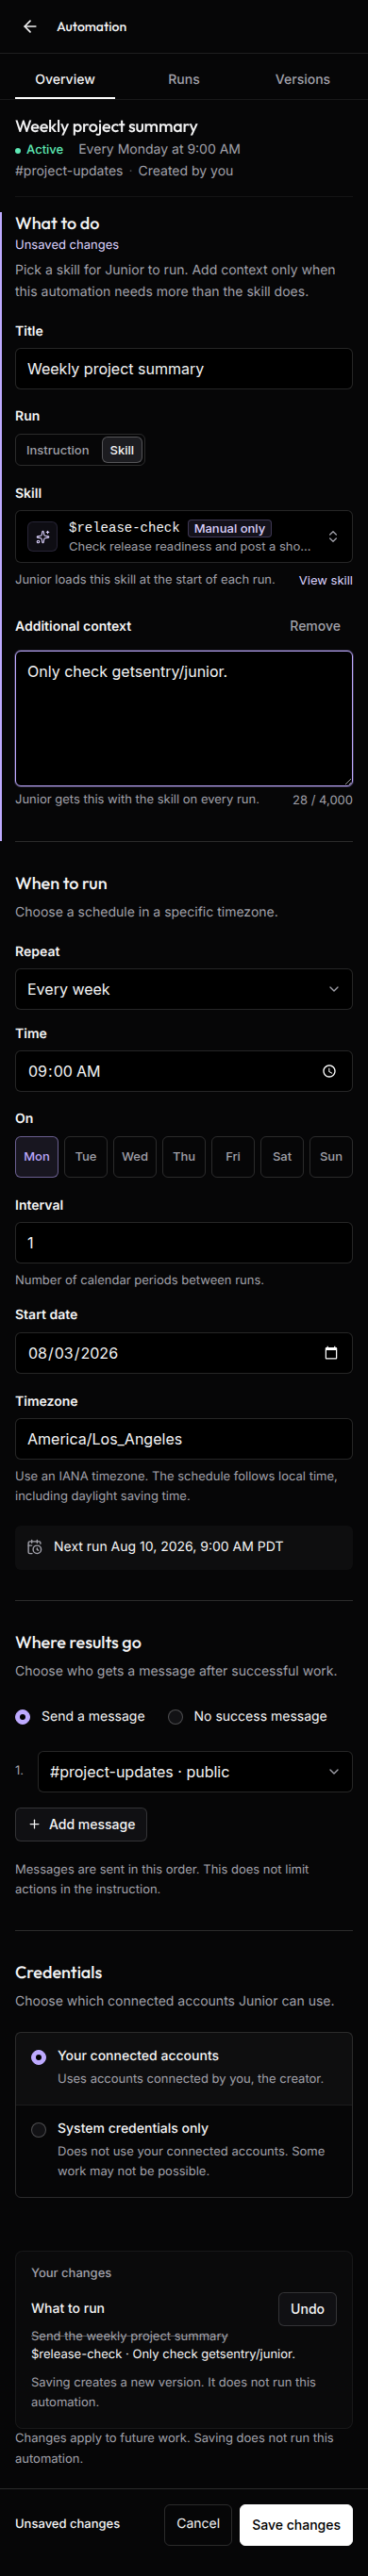 Automation
Overview Runs Versions
Weekly project summary
Active Every Monday at 9:00 AM
#project-updates · Created by you
What to do
Unsaved changes
Pick a skill for Junior to run. Add context only when
this automation needs more than the skill does.
Title
Weekly project summary
Run
Instruction Skill
Skill
$release-check Manual only
Check release readiness and post a sho...
Junior loads this skill at the start of each run. View skill
Additional context Remove
Only check getsentry/junior.
Junior gets this with the skill on every run. 28 / 4,000
When to run
Choose a schedule in a specific timezone.
Repeat
Every week
Time
09:00 AM
On
Mon Tue Wed Thu Fri Sat Sun
Interval
1
Number of calendar periods between runs.
Start date
08/03/2026
Timezone
America/Los_Angeles
Use an IANA timezone. The schedule follows local time,
including daylight saving time.
Next run Aug 10, 2026, 9:00 AM PDT
Where results go
Choose who gets a message after successful work.
Send a message No success message
1. #project-updates · public
Add message
Messages are sent in this order. This does not limit
actions in the instruction.
Credentials
Choose which connected accounts Junior can use.
Your connected accounts
Uses accounts connected by you, the creator.
System credentials only
Does not use your connected accounts. Some
work may not be possible.
Your changes
What to run Undo
Send the weekly project summary
$release-check · Only check getsentry/junior.
Saving creates a new version. It does not run this
automation.
Changes apply to future work. Saving does not run this
automation.
Unsaved changes Cancel Save changes